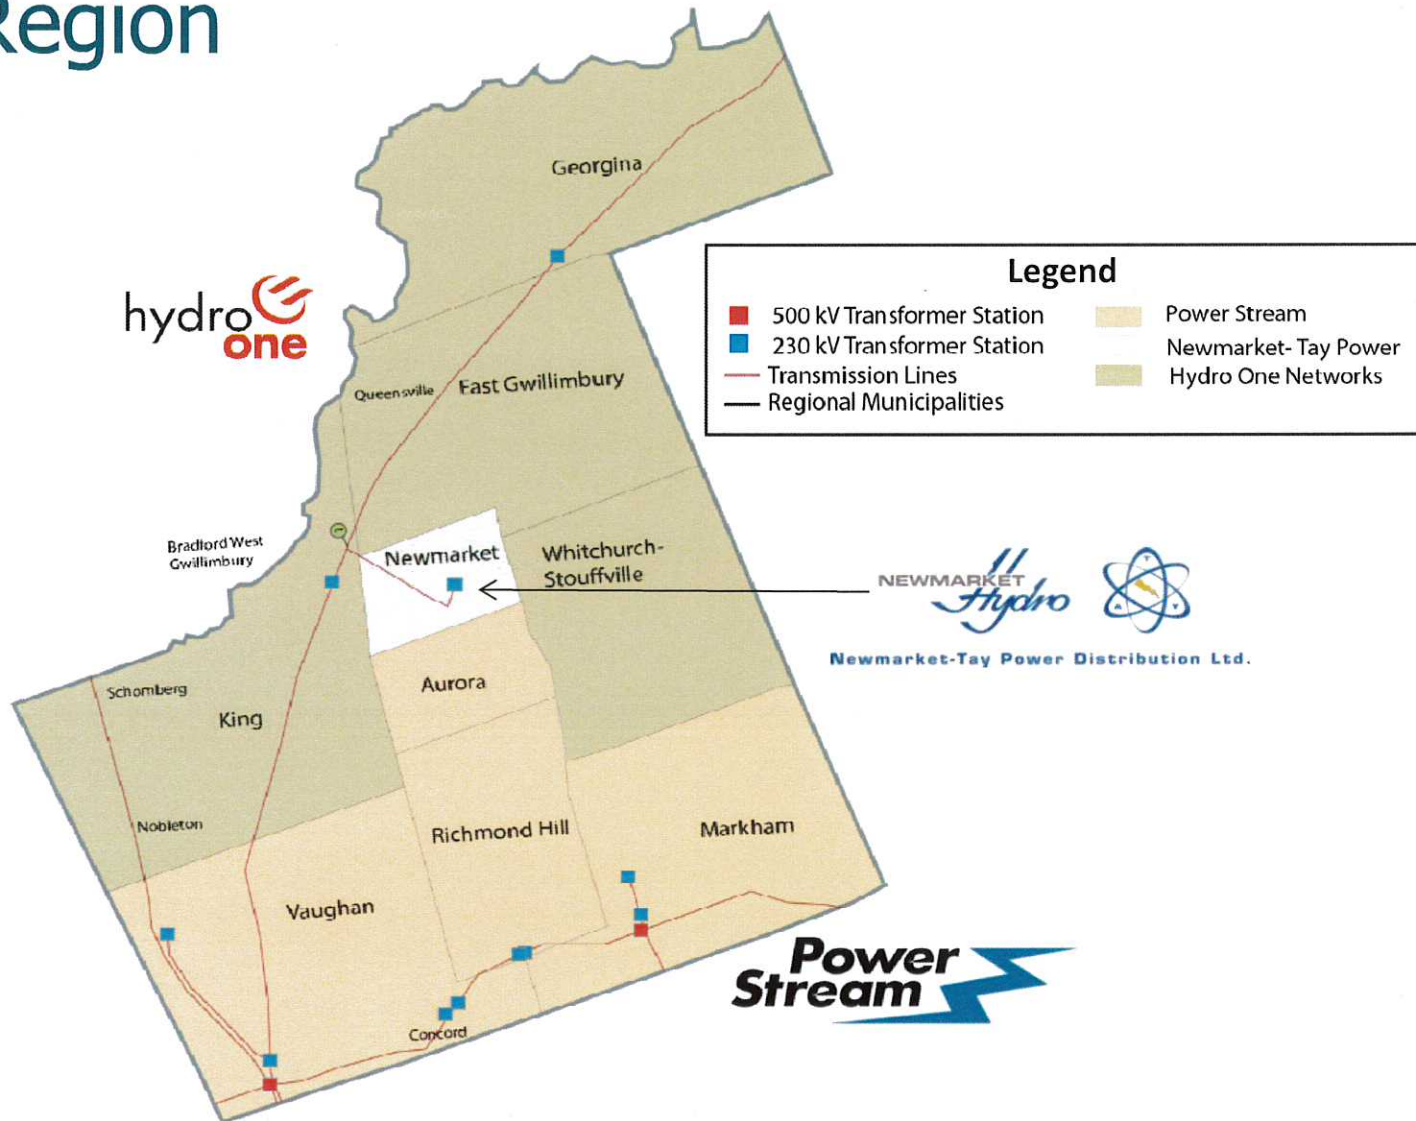 Region
Georgina
hydro
one
Legend
500 kV Transformer Station
230 kV Transformer Station
Transmission Lines
Regional Municipalities
Power Stream
Newmarket- Tay Power
Hydro One Networks
Queensville
East Gwillimbury
Bradford West
Gwillimbury
Newmarket
Whitchurch-
Stouffville
NEWMARKET
Hydro
Newmarket-Tay Power Distribution Ltd.
Aurora
Schomberg
King
Nobleton
Richmond Hill
Markham
Vaughan
Concord
Power
Stream